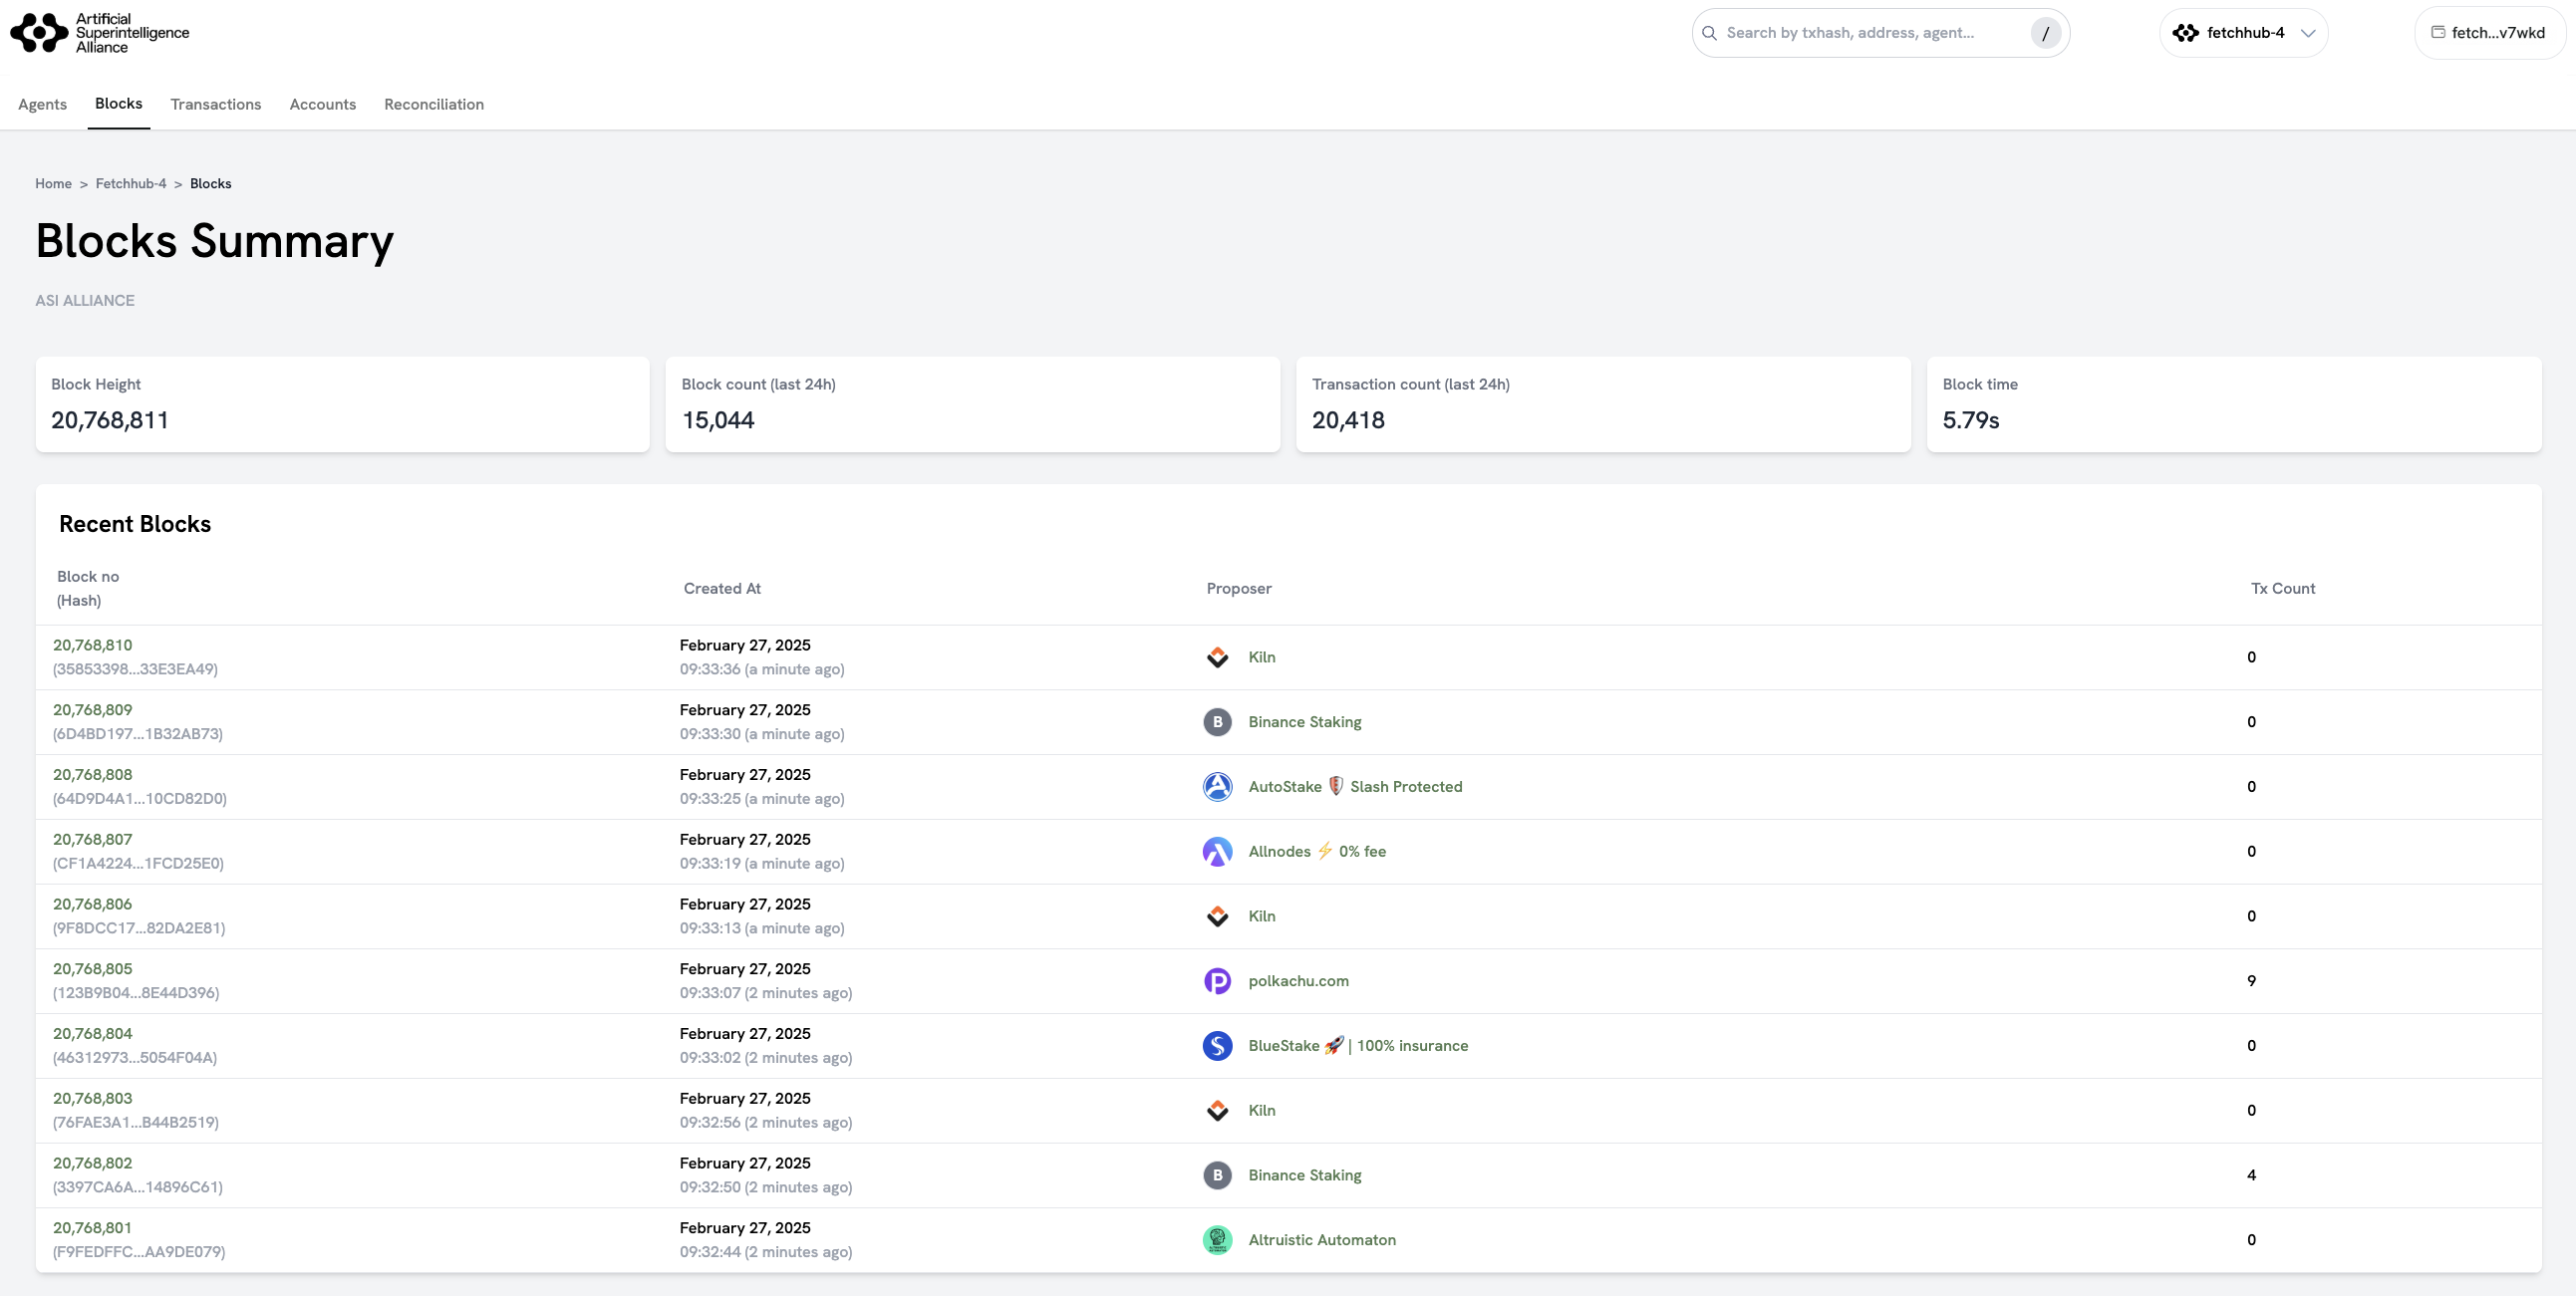 Artificial
Superintelligence
Alliance
Search by txhash, address, agent...
/
fetchhub-4
fetch...v7wkd
Agents Blocks Transactions Accounts Reconciliation
Home > Fetchhub-4 > Blocks
Blocks Summary
ASI ALLIANCE
Block Height
20,768,811
Block count (last 24h)
15,044
Transaction count (last 24h)
20,418
Block time
5.79s
Recent Blocks
Block no
(Hash)
Created At
Proposer
Tx Count
20,768,810
(35853398...33E3EA49)
February 27, 2025
09:33:36 (a minute ago)
Kiln
0
20,768,809
(6D4BD197...1B32AB73)
February 27, 2025
09:33:30 (a minute ago)
B
Binance Staking
0
20,768,808
(64D9D4A1...10CD82D0)
February 27, 2025
09:33:25 (a minute ago)
AutoStake 🛡️ Slash Protected
0
20,768,807
(CF1A4224...1FCD25E0)
February 27, 2025
09:33:19 (a minute ago)
Allnodes ⚡ 0% fee
0
20,768,806
(9F8DCC17...82DA2E81)
February 27, 2025
09:33:13 (a minute ago)
Kiln
0
20,768,805
(123B9B04...8E44D396)
February 27, 2025
09:33:07 (2 minutes ago)
polkachu.com
9
20,768,804
(46312973...5054F04A)
February 27, 2025
09:33:02 (2 minutes ago)
BlueStake 🚀 | 100% insurance
0
20,768,803
(76FAE3A1...B44B2519)
February 27, 2025
09:32:56 (2 minutes ago)
Kiln
0
20,768,802
(3397CA6A...14896C61)
February 27, 2025
09:32:50 (2 minutes ago)
B
Binance Staking
4
20,768,801
(F9FEDFFC...AA9DE079)
February 27, 2025
09:32:44 (2 minutes ago)
Altruistic Automaton
0